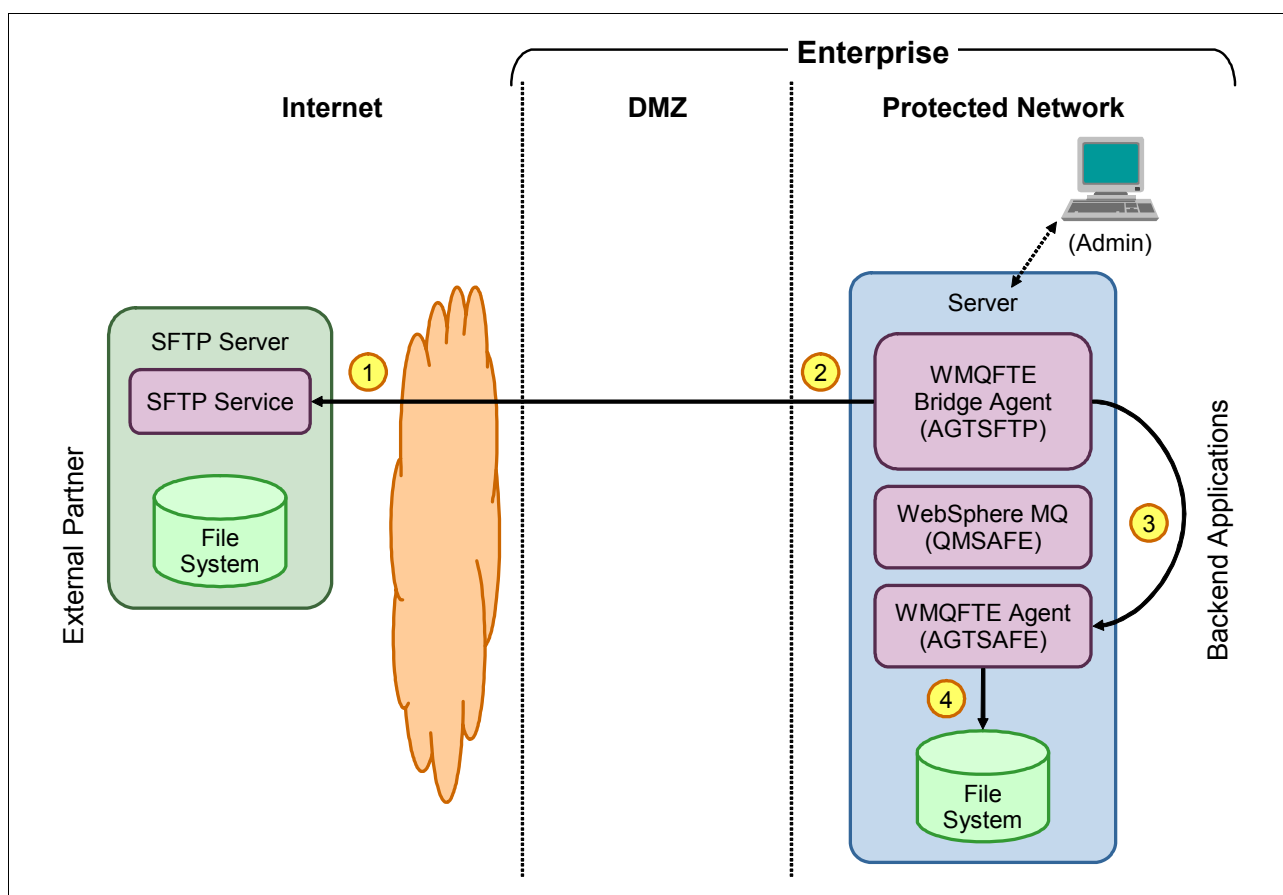 Enterprise
Internet
DMZ
Protected Network
(Admin)
Server
SFTP Server
SFTP Service
File
System
External Partner
1
2
WMQFTE
Bridge Agent
(AGTSFTP)
WebSphere MQ
(QMSAFE)
3
WMQFTE Agent
(AGTSAFE)
4
File
System
Backend Applications